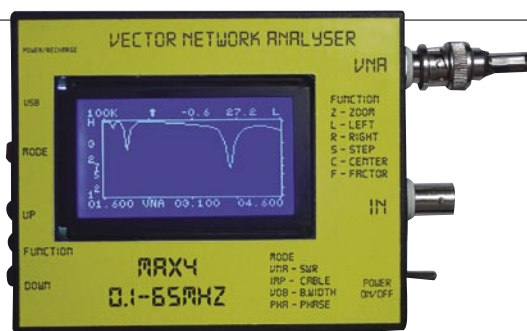 VECTOR NETWORK ANALYSER
POWER/RECHARGE
VNA
USB
100K -0.6 27.2 L
H
01.600 VNA 03.100 04.600
FUNCTION
Z - ZOOM
L - LEFT
R - RIGHT
S - STEP
C - CENTER
F - FACTOR
MODE
UP
IN
FUNCTION
DOWN
MAX4
0.1-65MHZ
MODE
VNA - SWR
IMP - CABLE
VOB - B.WIDTH
PHA - PHASE
POWER
ON/OFF